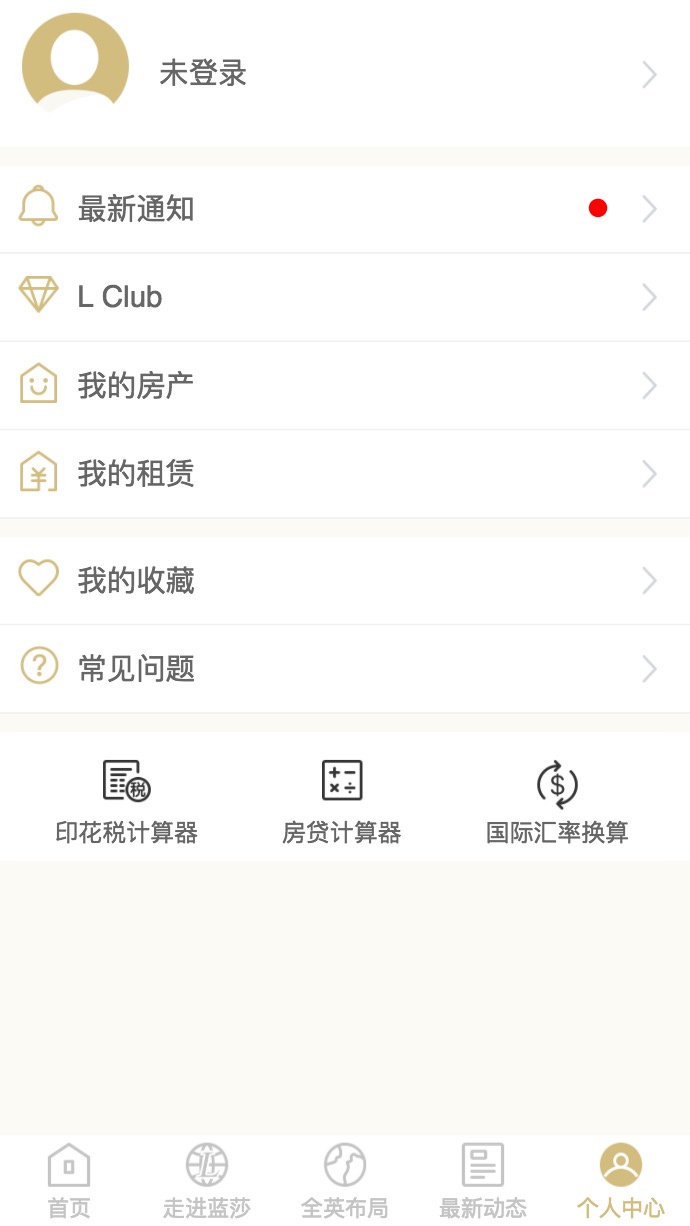 未登录
最新通知
L Club
我的房产
我的租赁
我的收藏
常见问题
税
印花税计算器 房贷计算器 国际汇率换算
首页 走进蓝莎 全英布局 最新动态 个人中心